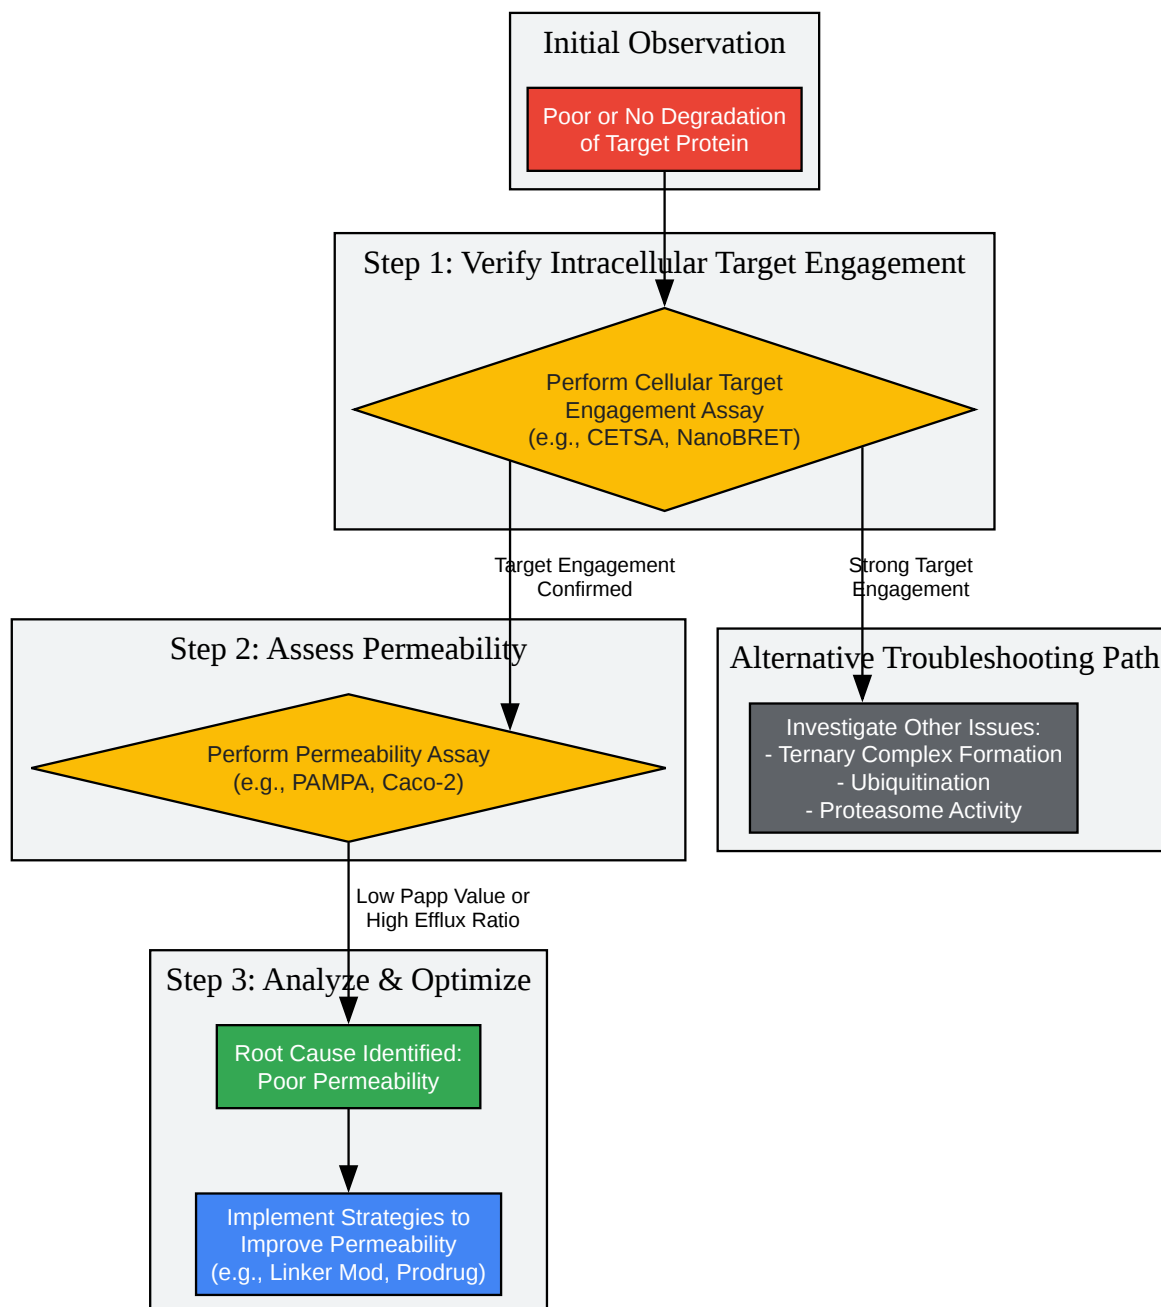 Initial Observation
Poor or No Degradation
of Target Protein
Step 1: Verify Intracellular Target Engagement
Perform Cellular Target
Engagement Assay
(e.g., CETSA, NanoBRET)
Target Engagement
Confirmed
Strong Target
Engagement
Step 2: Assess Permeability
Perform Permeability Assay
(e.g., PAMPA, Caco-2)
Alternative Troubleshooting Path
Investigate Other Issues:
- Ternary Complex Formation
- Ubiquitination
- Proteasome Activity
Low Papp Value or
High Efflux Ratio
Step 3: Analyze & Optimize
Root Cause Identified:
Poor Permeability
Implement Strategies to
Improve Permeability
(e.g., Linker Mod, Prodrug)